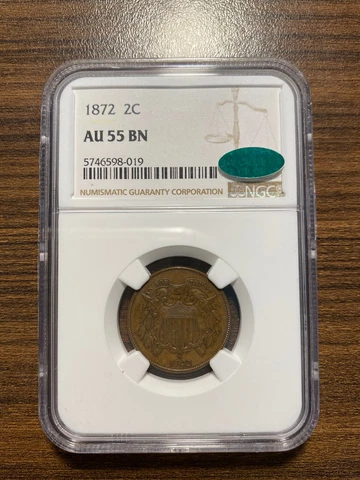 1872 2C
AU 55 BN
5746598-019
NUMISMATIC GUARANTY CORPORATION
NGC